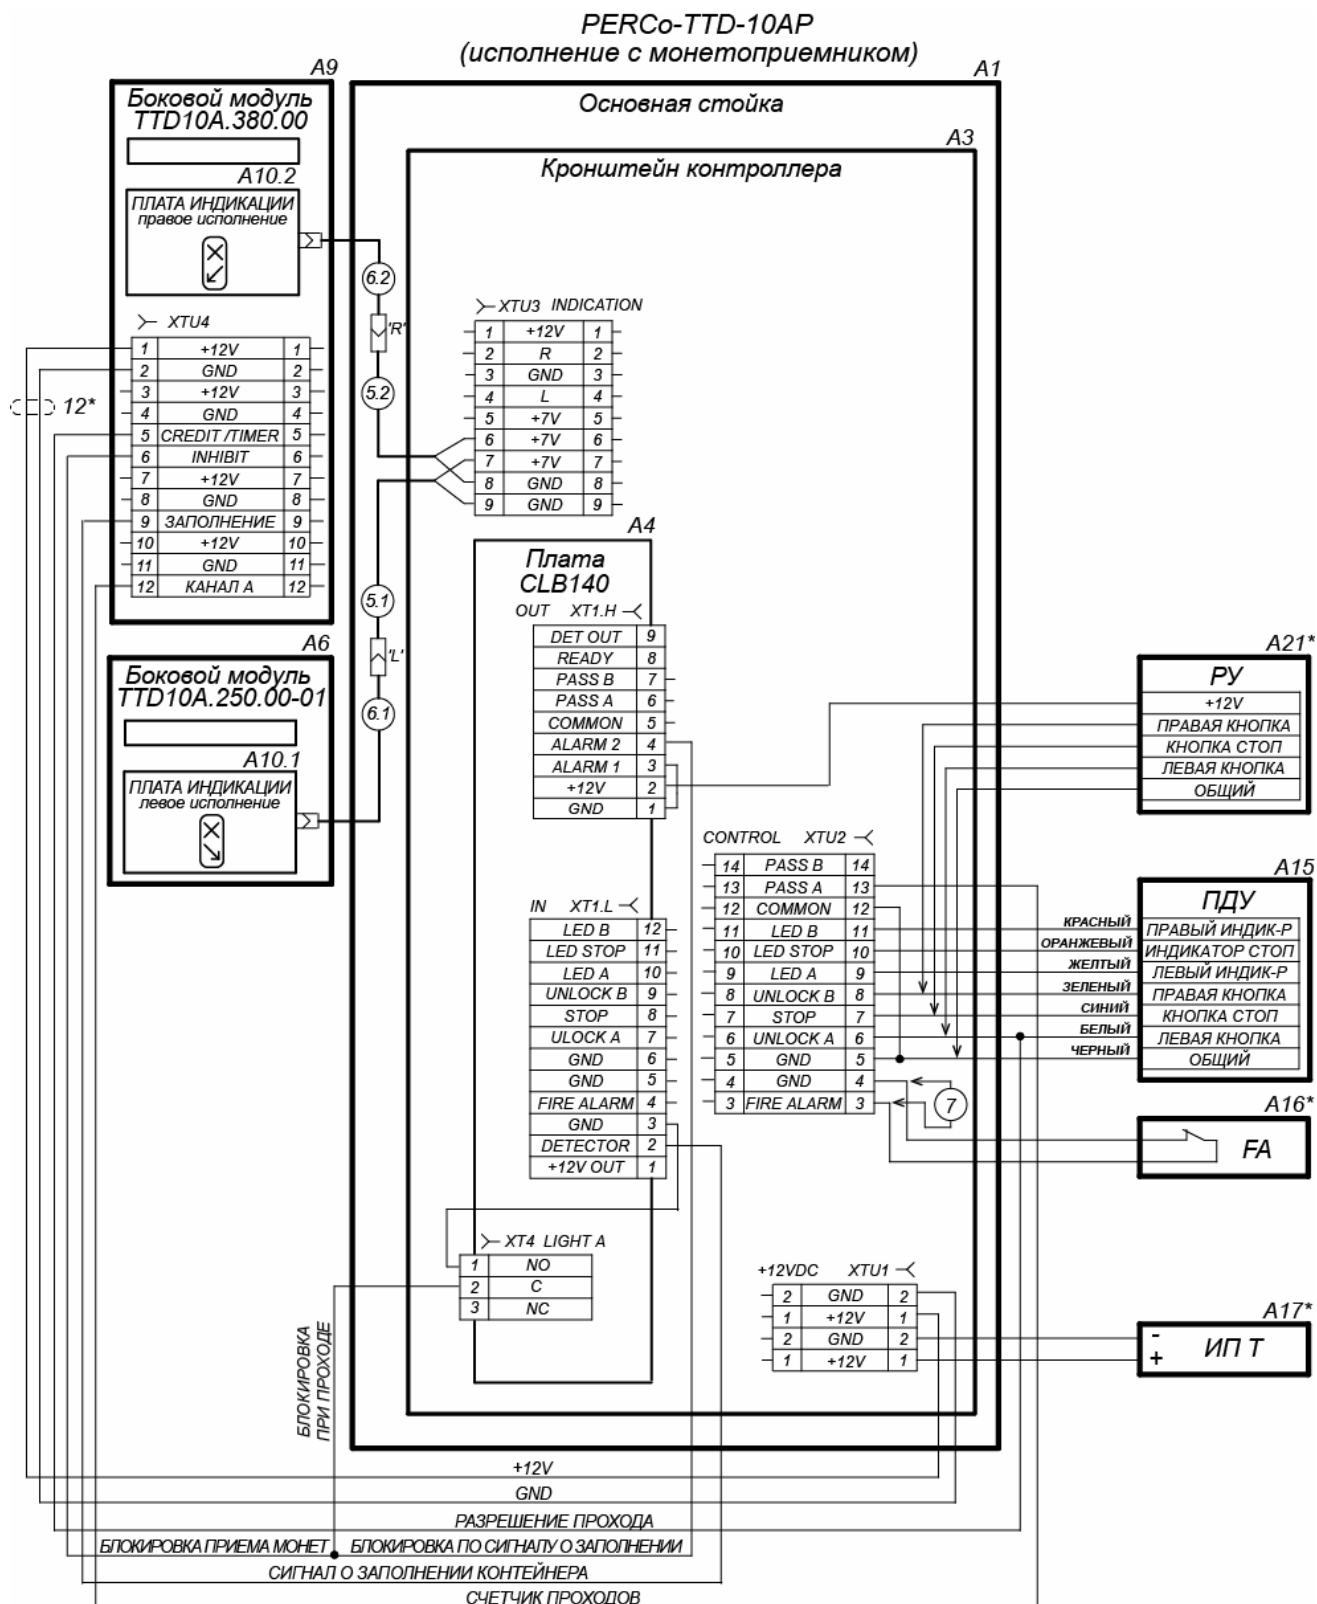 PERCo-TTD-10AP
(исполнение с монетоприемником)
A9
Боковой модуль
TTD10A.380.00
A10.2
ПЛАТА ИНДИКАЦИИ
правое исполнение
XTU4
1 +12V 1
2 GND 2
3 +12V 3
4 GND 4
5 CREDIT /TIMER 5
6 INHIBIT 6
7 +12V 7
8 GND 8
9 ЗАПОЛНЕНИЕ 9
10 +12V 10
11 GND 11
12 КАНАЛ А 12
12*
A6
Боковой модуль
TTD10A.250.00-01
A10.1
ПЛАТА ИНДИКАЦИИ
левое исполнение
6.2
'R'
5.2
5.1
'L'
6.1
A1
Основная стойка
A3
Кронштейн контроллера
XTU3 INDICATION
1 +12V 1
2 R 2
3 GND 3
4 L 4
5 +7V 5
6 +7V 6
7 +7V 7
8 GND 8
9 GND 9
A4
Плата
CLB140
OUT XT1.H
DET OUT 9
READY 8
PASS B 7
PASS A 6
COMMON 5
ALARM 2 4
ALARM 1 3
+12V 2
GND 1
IN XT1.L
LED B 12
LED STOP 11
LED A 10
UNLOCK B 9
STOP 8
ULOCK A 7
GND 6
GND 5
FIRE ALARM 4
GND 3
DETECTOR 2
+12V OUT 1
XT4 LIGHT A
1 NO
2 C
3 NC
CONTROL XTU2
14 PASS B 14
13 PASS A 13
12 COMMON 12
11 LED B 11
10 LED STOP 10
9 LED A 9
8 UNLOCK B 8
7 STOP 7
6 UNLOCK A 6
5 GND 5
4 GND 4
3 FIRE ALARM 3
7
+12VDC XTU1
2 GND 2
1 +12V 1
2 GND 2
1 +12V 1
A21*
РУ
+12V
ПРАВАЯ КНОПКА
КНОПКА СТОП
ЛЕВАЯ КНОПКА
ОБЩИЙ
A15
ПДУ
КРАСНЫЙ ПРАВЫЙ ИНДИК-Р
ОРАНЖЕВЫЙ ИНДИКАТОР СТОП
ЖЕЛТЫЙ ЛЕВЫЙ ИНДИК-Р
ЗЕЛЕНЫЙ ПРАВАЯ КНОПКА
СИНИЙ КНОПКА СТОП
БЕЛЫЙ ЛЕВАЯ КНОПКА
ЧЕРНЫЙ ОБЩИЙ
A16*
FA
A17*
-
+
ИП Т
БЛОКИРОВКА
ПРИ ПРОХОДЕ
+12V
GND
РАЗРЕШЕНИЕ ПРОХОДА
БЛОКИРОВКА ПРИЕМА МОНЕТ БЛОКИРОВКА ПО СИГНАЛУ О ЗАПОЛНЕНИИ
СИГНАЛ О ЗАПОЛНЕНИИ КОНТЕЙНЕРА
СЧЕТЧИК ПРОХОДОВ